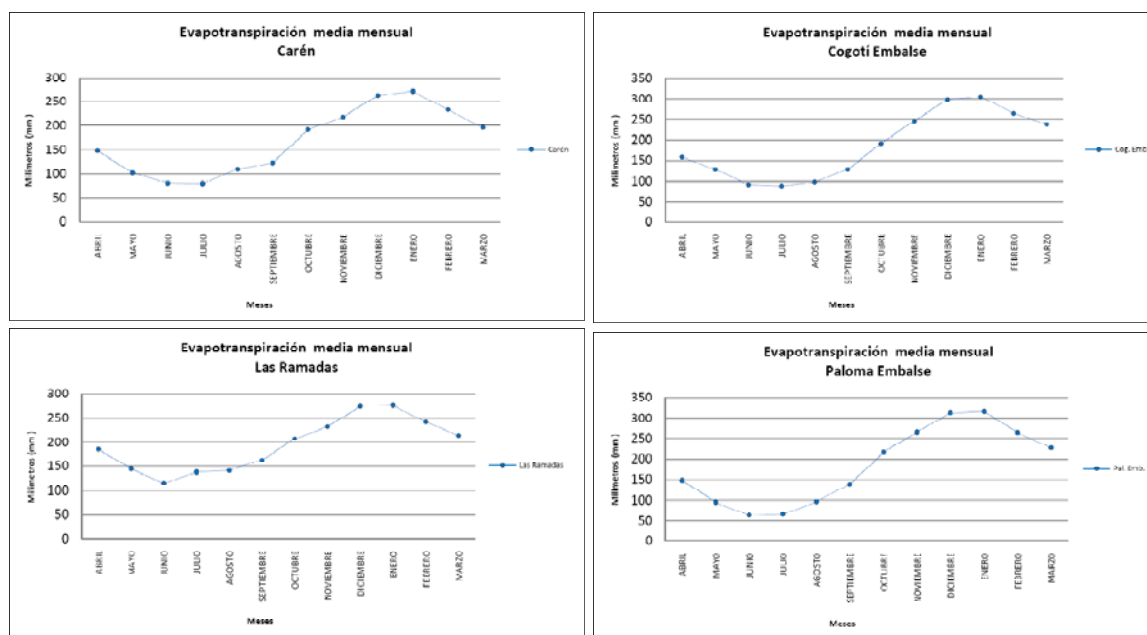 Evapotranspiración media mensual
Carén
Milímetros (mm)
300
250
200
150
100
50
0
ABRIL
MAYO
JUNIO
JULIO
AGOSTO
SEPTIEMBRE
OCTUBRE
NOVIEMBRE
DICIEMBRE
ENERO
FEBRERO
MARZO
Meses
Carén
Evapotranspiración media mensual
Cogotí Embalse
Milímetros (mm)
350
300
250
200
150
100
50
0
ABRIL
MAYO
JUNIO
JULIO
AGOSTO
SEPTIEMBRE
OCTUBRE
NOVIEMBRE
DICIEMBRE
ENERO
FEBRERO
MARZO
Meses
Cog. Emb
Evapotranspiración media mensual
Las Ramadas
Milímetros (mm)
300
250
200
150
100
50
0
ABRIL
MAYO
JUNIO
JULIO
AGOSTO
SEPTIEMBRE
OCTUBRE
NOVIEMBRE
DICIEMBRE
ENERO
FEBRERO
MARZO
Meses
Las Ramadas
Evapotranspiración media mensual
Paloma Embalse
Milímetros (mm)
350
300
250
200
150
100
50
0
ABRIL
MAYO
JUNIO
JULIO
AGOSTO
SEPTIEMBRE
OCTUBRE
NOVIEMBRE
DICIEMBRE
ENERO
FEBRERO
MARZO
Meses
Pal. Emb.